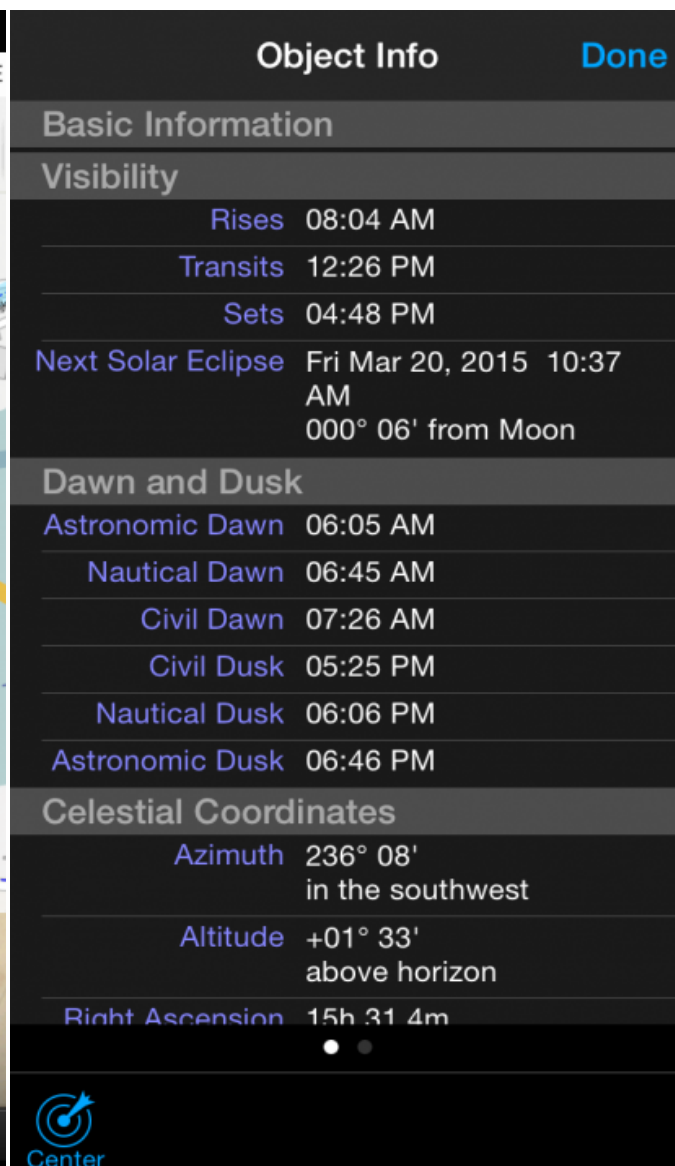 Object Info Done
Basic Information
Visibility
Rises 08:04 AM
Transits 12:26 PM
Sets 04:48 PM
Next Solar Eclipse Fri Mar 20, 2015 10:37
AM
000° 06' from Moon
Dawn and Dusk
Astronomic Dawn 06:05 AM
Nautical Dawn 06:45 AM
Civil Dawn 07:26 AM
Civil Dusk 05:25 PM
Nautical Dusk 06:06 PM
Astronomic Dusk 06:46 PM
Celestial Coordinates
Azimuth 236° 08'
in the southwest
Altitude +01° 33'
above horizon
Right Ascension 15h 31.4m
Center